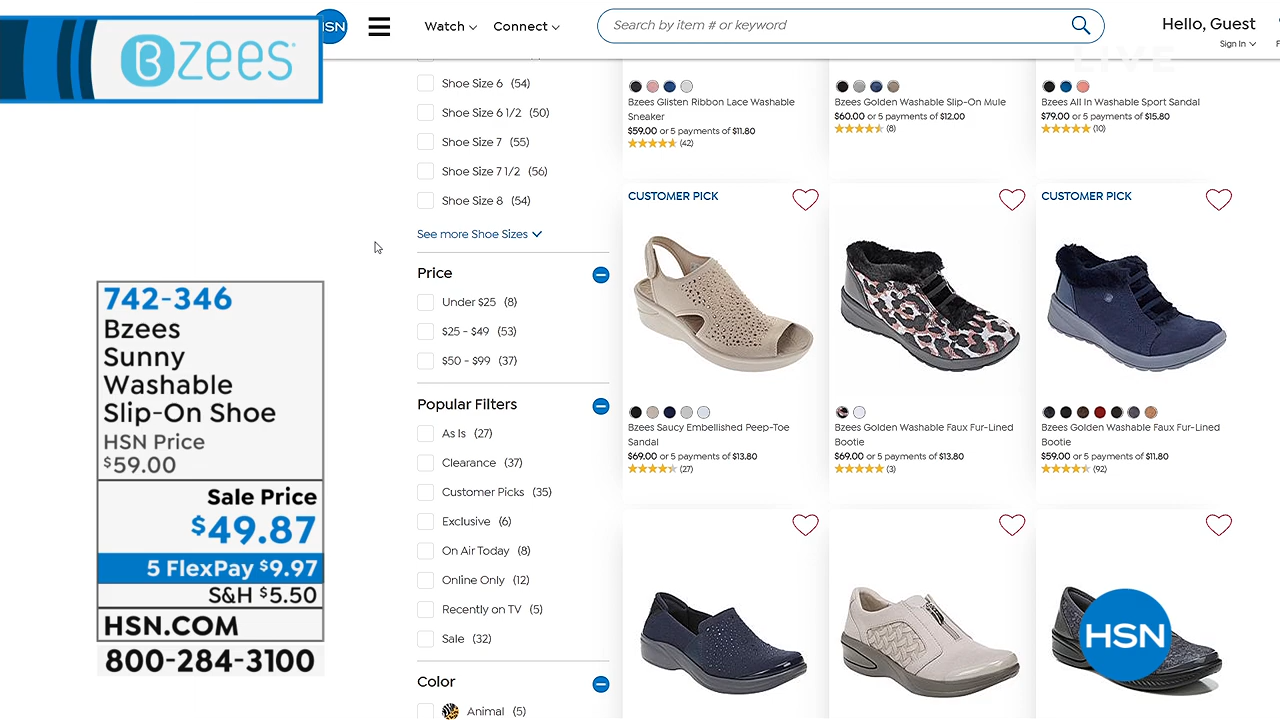 Bzees
HSN
Watch
Connect
Search by item # or keyword
Hello, Guest
Sign In
LIVE
Shoe Size 6 (54)
Shoe Size 6 1/2 (50)
Shoe Size 7 (55)
Shoe Size 7 1/2 (56)
Shoe Size 8 (54)
See more Shoe Sizes
Price
Under $25 (8)
$25 - $49 (53)
$50 - $99 (37)
Popular Filters
As Is (27)
Clearance (37)
Customer Picks (35)
Exclusive (6)
On Air Today (8)
Online Only (12)
Recently on TV (5)
Sale (32)
Color
Animal (5)
Bzees Glisten Ribbon Lace Washable
Sneaker
$59.00 or 5 payments of $11.80
(42)
Bzees Golden Washable Slip-On Mule
$60.00 or 5 payments of $12.00
(8)
Bzees All In Washable Sport Sandal
$79.00 or 5 payments of $15.80
(10)
CUSTOMER PICK
Bzees Saucy Embellished Peep-Toe
Sandal
$69.00 or 5 payments of $13.80
(27)
Bzees Golden Washable Faux Fur-Lined
Bootie
$69.00 or 5 payments of $13.80
(3)
CUSTOMER PICK
Bzees Golden Washable Faux Fur-Lined
Bootie
$59.00 or 5 payments of $11.80
(92)
742-346
Bzees
Sunny
Washable
Slip-On Shoe
HSN Price
$59.00
Sale Price
$49.87
5 FlexPay $9.97
S&H $5.50
HSN.COM
800-284-3100
HSN